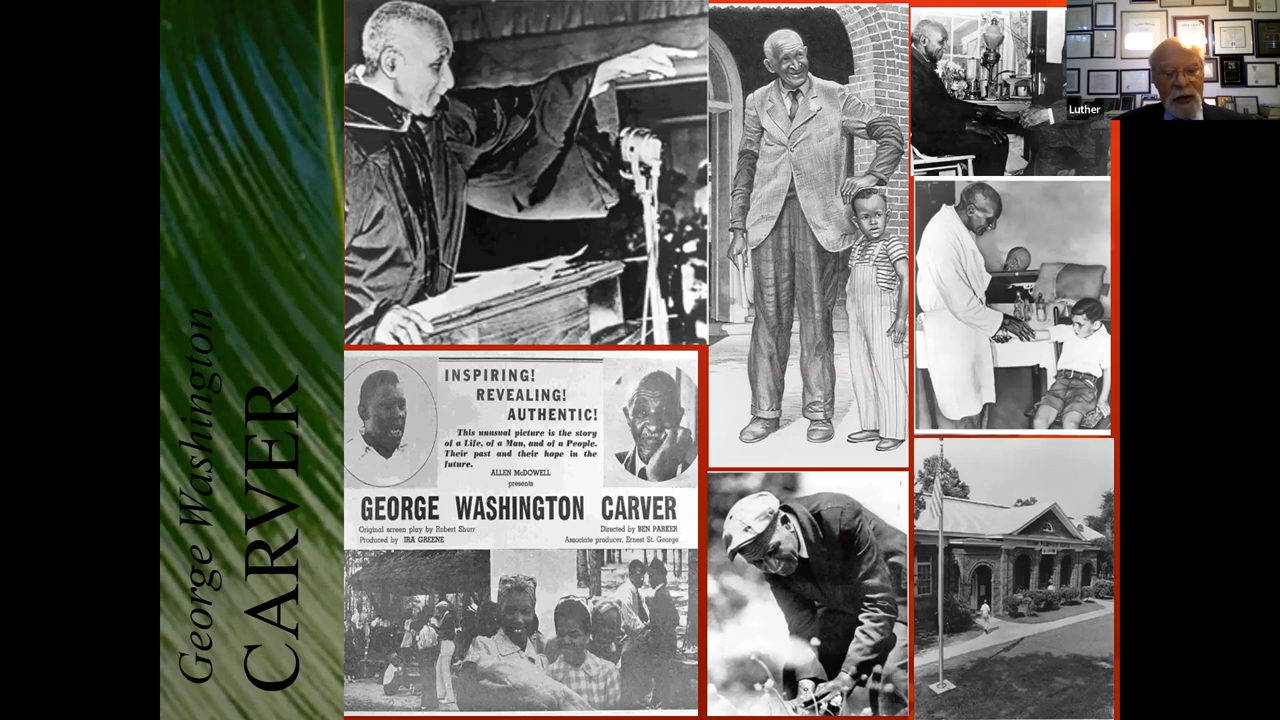 George Washington
CARVER
INSPIRING!
REVEALING!
AUTHENTIC!
This unusual picture is the story
of a Life, of a Man, and of a People.
Their past and their hope in the
future.
ALLEN McDOWELL
presents
GEORGE WASHINGTON CARVER
Original screen play by Robert Shurr
Directed by BEN PARKER
Produced by IRA GREENE
Associate producer, Ernest St. George
Luther